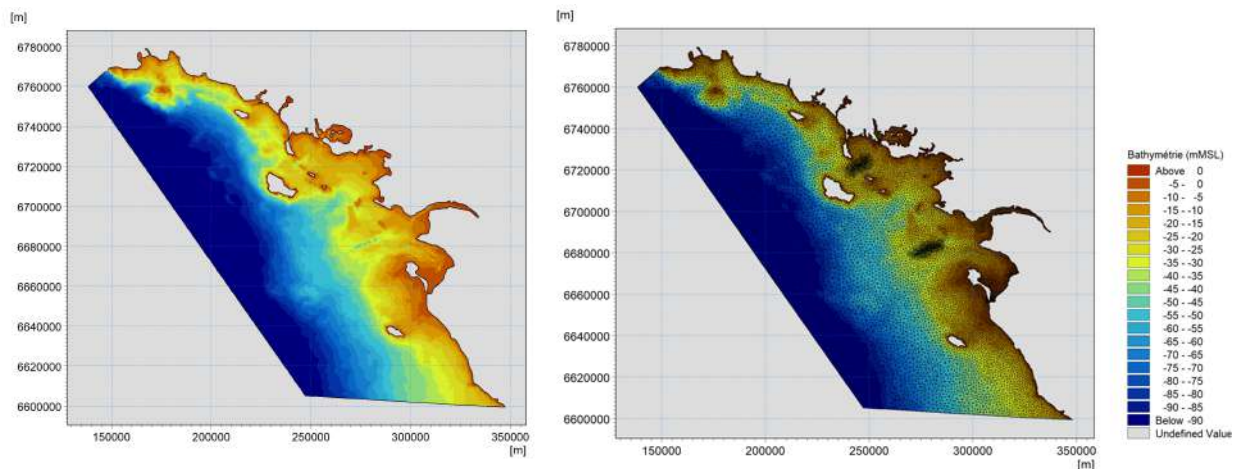 [m]
6780000
6760000
6740000
6720000
6700000
6680000
6660000
6640000
6620000
6600000
150000 200000 250000 300000 350000
[m]
[m]
6780000
6760000
6740000
6720000
6700000
6680000
6660000
6640000
6620000
6600000
150000 200000 250000 300000 350000
[m]
Bathymétrie (mMSL)
Above 0
-5 - 0
-10 - -5
-15 - -10
-20 - -15
-25 - -20
-30 - -25
-35 - -30
-40 - -35
-45 - -40
-50 - -45
-55 - -50
-60 - -55
-65 - -60
-70 - -65
-75 - -70
-80 - -75
-85 - -80
-90 - -85
Below -90
Undefined Value